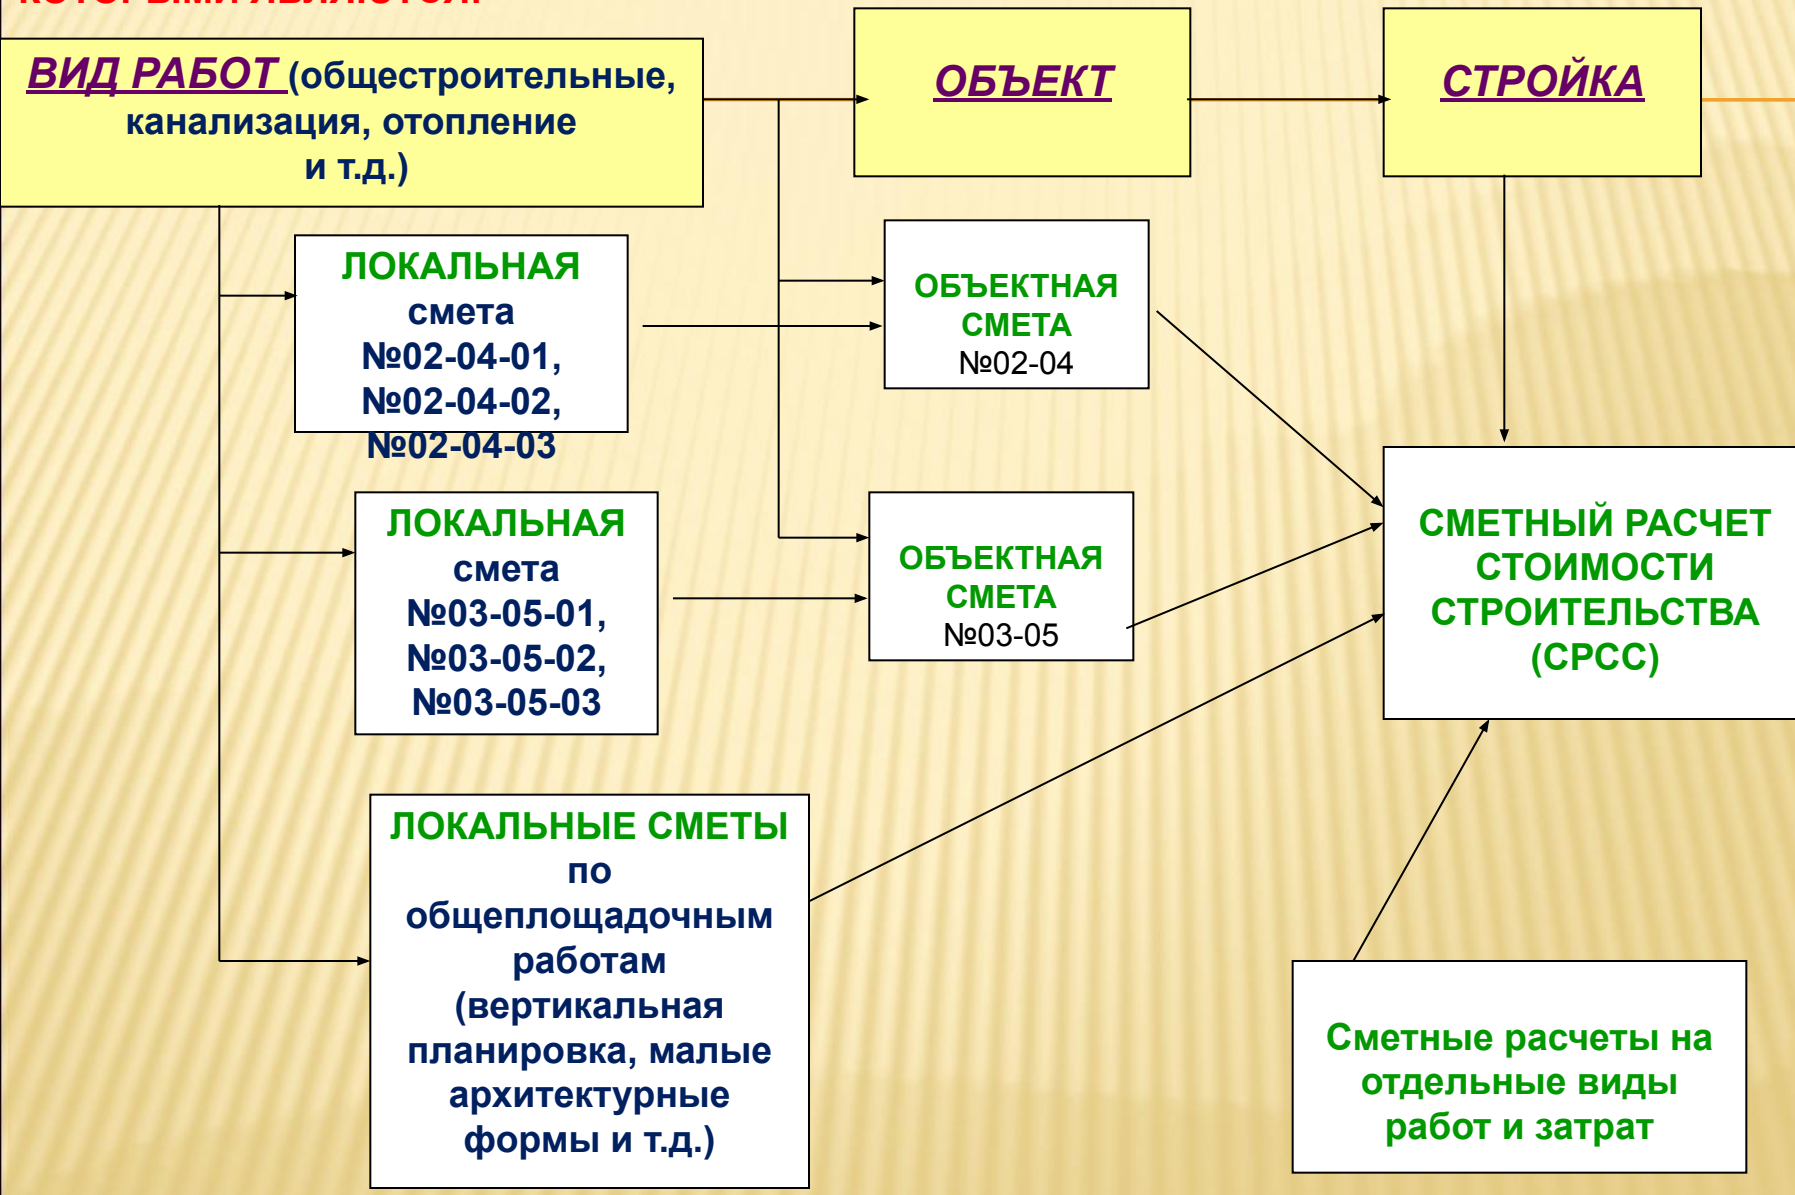 ВИД РАБОТ (общестроительные,
канализация, отопление
и т.д.)
ОБЪЕКТ
СТРОЙКА
ЛОКАЛЬНАЯ
смета
№02-04-01,
№02-04-02,
№02-04-03
ОБЪЕКТНАЯ
СМЕТА
№02-04
ЛОКАЛЬНАЯ
смета
№03-05-01,
№03-05-02,
№03-05-03
ОБЪЕКТНАЯ
СМЕТА
№03-05
СМЕТНЫЙ РАСЧЕТ
СТОИМОСТИ
СТРОИТЕЛЬСТВА
(СРСС)
ЛОКАЛЬНЫЕ СМЕТЫ
по
общеплощадочным
работам
(вертикальная
планировка, малые
архитектурные
формы и т.д.)
Сметные расчеты на
отдельные виды
работ и затрат